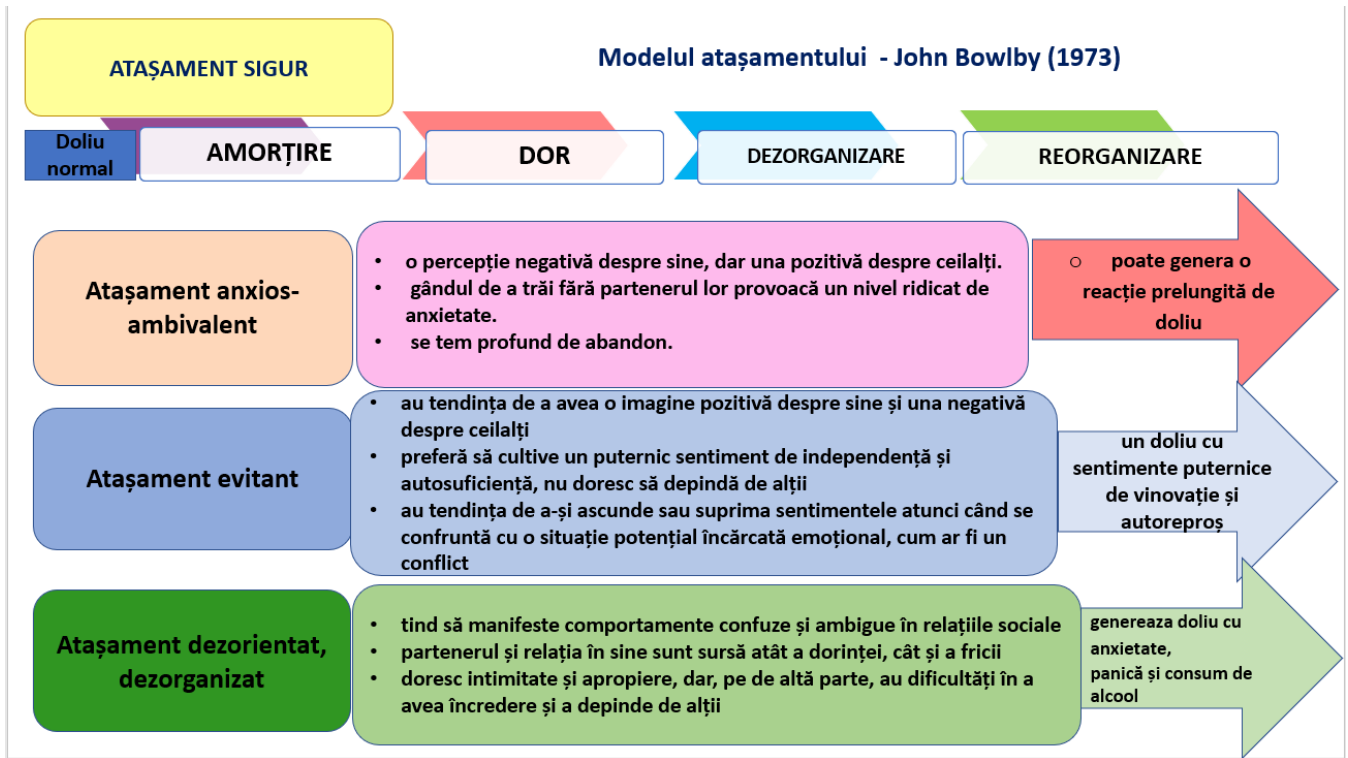 ATAȘAMENT SIGUR
Modelul atașamentului - John Bowlby (1973)
Doliu
normal
AMORȚIRE
DOR
DEZORGANIZARE
REORGANIZARE
Atașament anxios-
ambivalent
• o percepție negativă despre sine, dar una pozitivă despre ceilalți.
• gândul de a trăi fără partenerul lor provoacă un nivel ridicat de
anxietate.
• se tem profund de abandon.
o poate genera o
reacție prelungită de
doliu
Atașament evitant
• au tendința de a avea o imagine pozitivă despre sine și una negativă
despre ceilalți
• preferă să cultive un puternic sentiment de independență și
autosuficiență, nu doresc să depindă de alții
• au tendința de a-și ascunde sau suprima sentimentele atunci când se
confruntă cu o situație potențial încărcată emoțional, cum ar fi un
conflict
un doliu cu
sentimente puternice
de vinovație și
autoreproș
Atașament dezorientat,
dezorganizat
• tind să manifeste comportamente confuze și ambigue în relațiile sociale
• partenerul și relația în sine sunt sursă atât a dorinței, cât și a fricii
• doresc intimitate și apropiere, dar, pe de altă parte, au dificultăți în a
avea încredere și a depinde de alții
genereaza doliu cu
anxietate,
panică și consum de
alcool